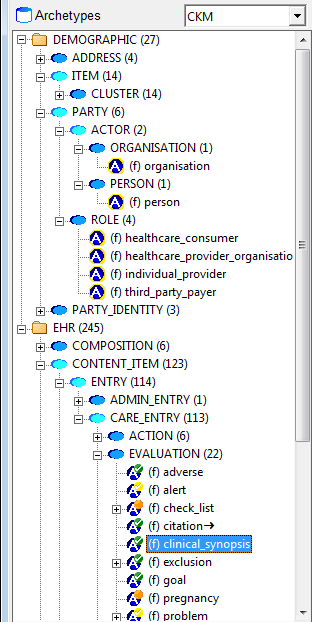 Archetypes CKM
DEMOGRAPHIC (27)
ADDRESS (4)
ITEM (14)
CLUSTER (14)
PARTY (6)
ACTOR (2)
ORGANISATION (1)
(f) organisation
PERSON (1)
(f) person
ROLE (4)
(f) healthcare_consumer
(f) healthcare_provider_organisatio
(f) individual_provider
(f) third_party_payer
PARTY_IDENTITY (3)
EHR (245)
COMPOSITION (6)
CONTENT_ITEM (123)
ENTRY (114)
ADMIN_ENTRY (1)
CARE_ENTRY (113)
ACTION (6)
EVALUATION (22)
(f) adverse
(f) alert
(f) check_list
(f) citation→
(f) clinical_synopsis
(f) exclusion
(f) goal
(f) pregnancy
(f) problem